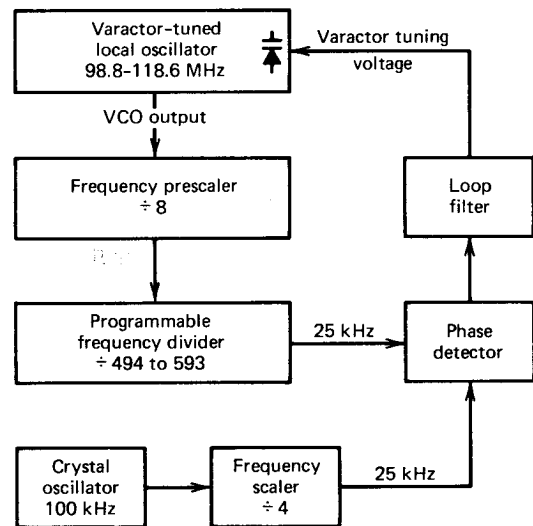 Varactor-tuned
local oscillator
98.8-118.6 MHz
Varactor tuning
voltage
VCO output
Frequency prescaler
÷ 8
Loop
filter
Programmable
frequency divider
÷ 494 to 593
25 kHz
Phase
detector
Crystal
oscillator
100 kHz
Frequency
scaler
÷ 4
25 kHz